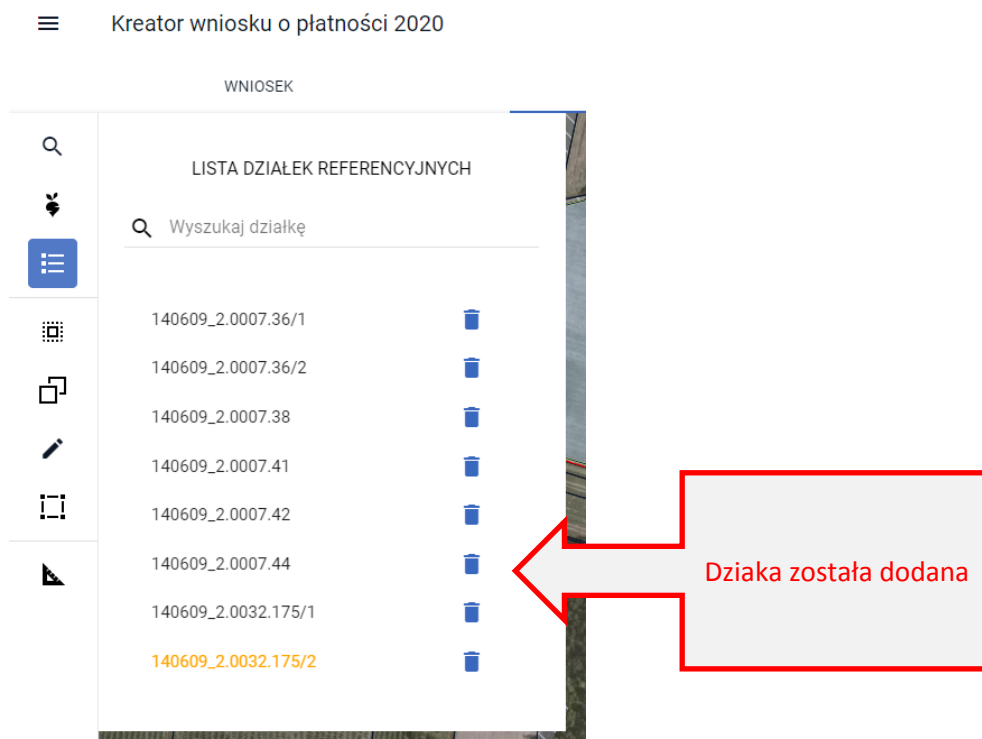 Kreator wniosku o płatności 2020
WNIOSEK
LISTA DZIAŁEK REFERENCYJNYCH
Wyszukaj działkę
140609_2.0007.36/1
140609_2.0007.36/2
140609_2.0007.38
140609_2.0007.41
140609_2.0007.42
140609_2.0007.44
Dziaka została dodana
140609_2.0032.175/1
140609_2.0032.175/2